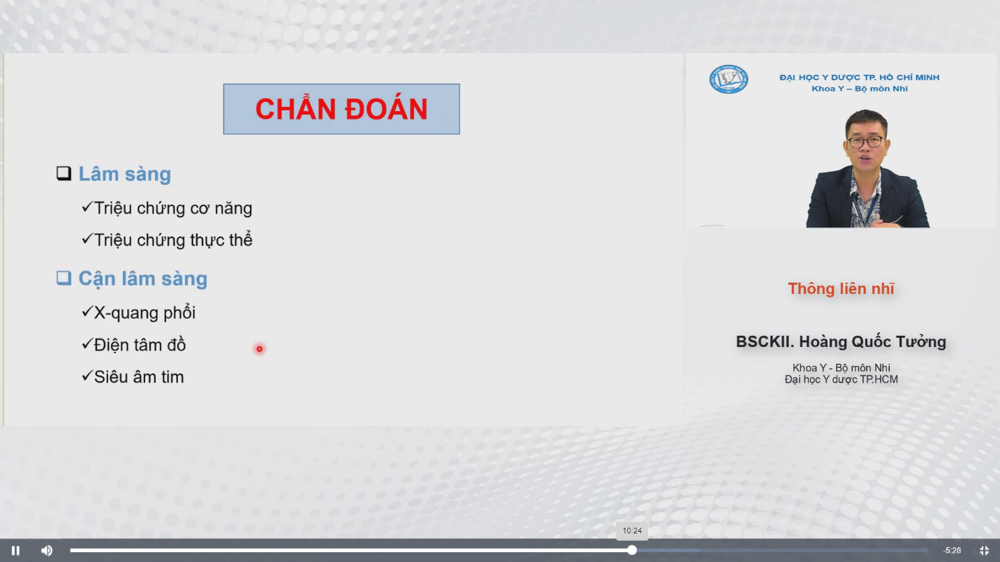 CHẨN ĐOÁN
Lâm sàng
Triệu chứng cơ năng
Triệu chứng thực thể
Cận lâm sàng
X-quang phổi
Điện tâm đồ
Siêu âm tim
ĐẠI HỌC Y DƯỢC TP. HỒ CHÍ MINH
Khoa Y – Bộ môn Nhi
Thông liên nhĩ
BSCKII. Hoàng Quốc Tưởng
Khoa Y - Bộ môn Nhi
Đại học Y dược TP.HCM
10:24
-5:28